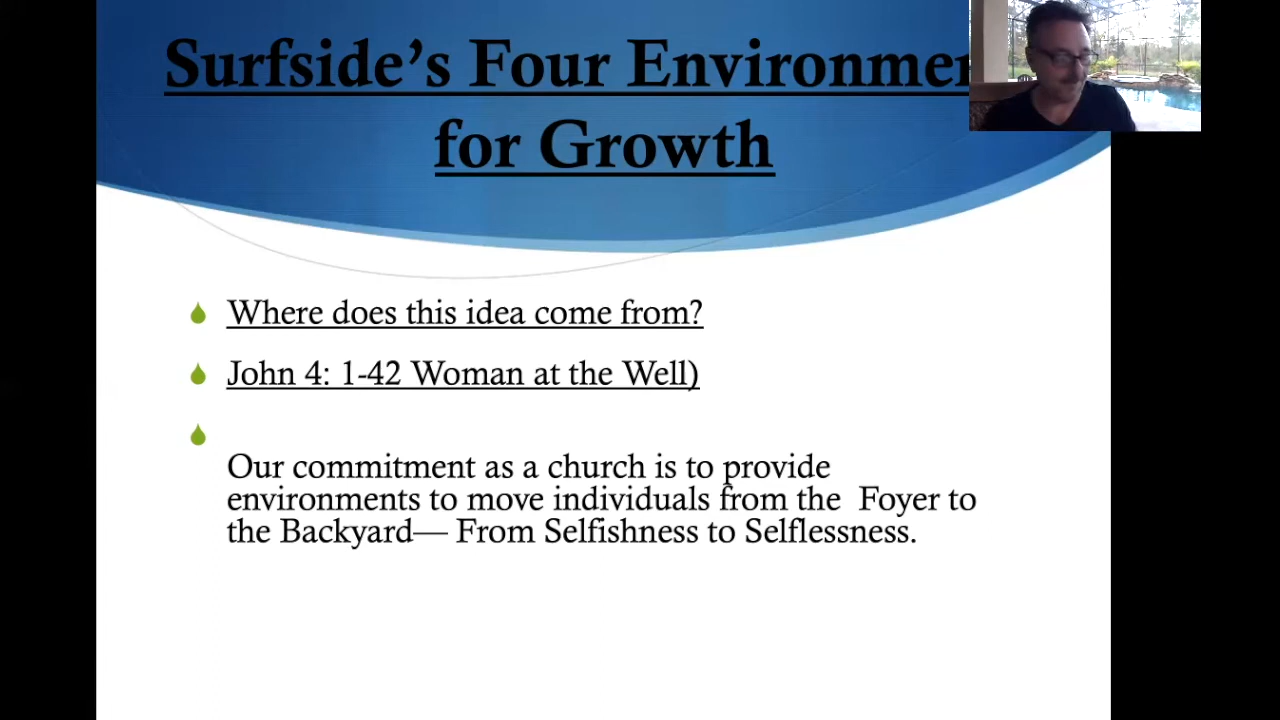 Surfside's Four Environmen
for Growth
Where does this idea come from?
John 4: 1-42 Woman at the Well)
Our commitment as a church is to provide
environments to move individuals from the Foyer to
the Backyard— From Selfishness to Selflessness.